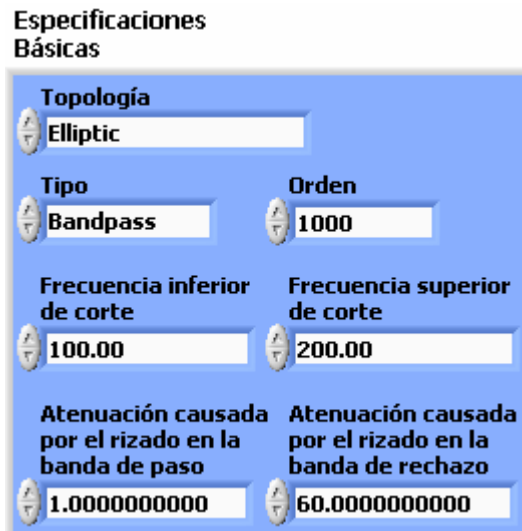 Especificaciones
Básicas
Topología
Elliptic
Tipo
Orden
Bandpass
1000
Frecuencia inferior
de corte
Frecuencia superior
de corte
100.00
200.00
Atenuación causada
por el rizado en la
banda de paso
Atenuación causada
por el rizado en la
banda de rechazo
1.0000000000
60.0000000000